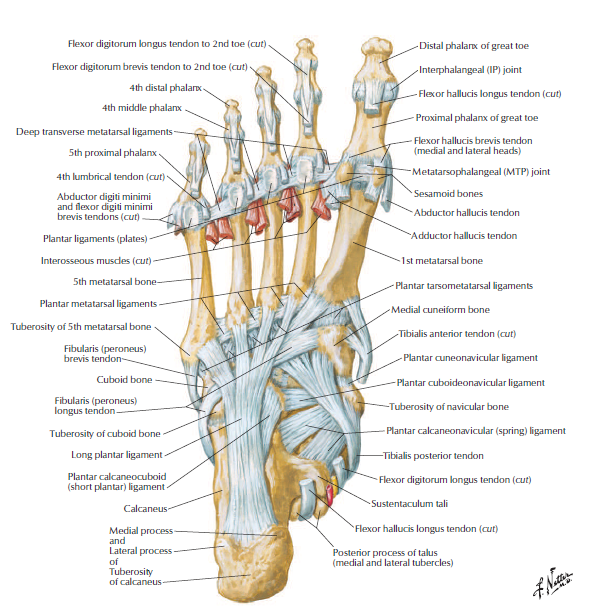 Flexor digitorum longus tendon to 2nd toe (cut)
Flexor digitorum brevis tendon to 2nd toe (cut)
4th distal phalanx
4th middle phalanx
Deep transverse metatarsal ligaments
5th proximal phalanx
4th lumbrical tendon (cut)
Abductor digiti minimi
and flexor digiti minimi
brevis tendons (cut)
Plantar ligaments (plates)
Interosseous muscles (cut)
5th metatarsal bone
Plantar metatarsal ligaments
Tuberosity of 5th metatarsal bone
Fibularis (peroneus)
brevis tendon
Cuboid bone
Fibularis (peroneus)
longus tendon
Tuberosity of cuboid bone
Long plantar ligament
Plantar calcaneocuboid
(short plantar) ligament
Calcaneus
Medial process
and
Lateral process
of
Tuberosity
of calcaneus
Distal phalanx of great toe
Interphalangeal (IP) joint
Flexor hallucis longus tendon (cut)
Proximal phalanx of great toe
Flexor hallucis brevis tendon
(medial and lateral heads)
Metatarsophalangeal (MTP) joint
Sesamoid bones
Abductor hallucis tendon
Adductor hallucis tendon
1st metatarsal bone
Plantar tarsometatarsal ligaments
Medial cuneiform bone
Tibialis anterior tendon (cut)
Plantar cuneonavicular ligament
Plantar cuboideonavicular ligament
Tuberosity of navicular bone
Plantar calcaneonavicular (spring) ligament
Tibialis posterior tendon
Flexor digitorum longus tendon (cut)
Sustentaculum tali
Flexor hallucis longus tendon (cut)
Posterior process of talus
(medial and lateral tubercles)
F. Netter
M.D.